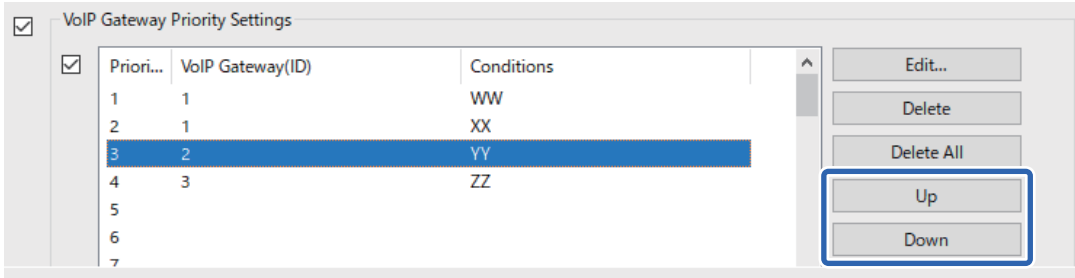 VoIP Gateway Priority Settings
Priori... VoIP Gateway(ID) Conditions Edit...
1 1 WW
Delete
2 1 XX
3 2 YY Delete All
4 3 ZZ
Up
5
6 Down
7